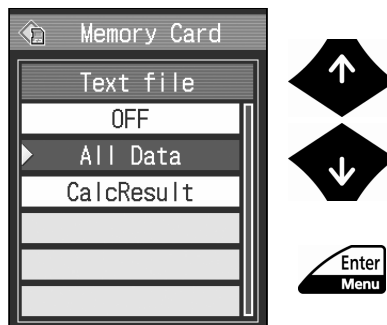 Memory Card
Text file
OFF
All Data
CalcResult
Enter
Menu